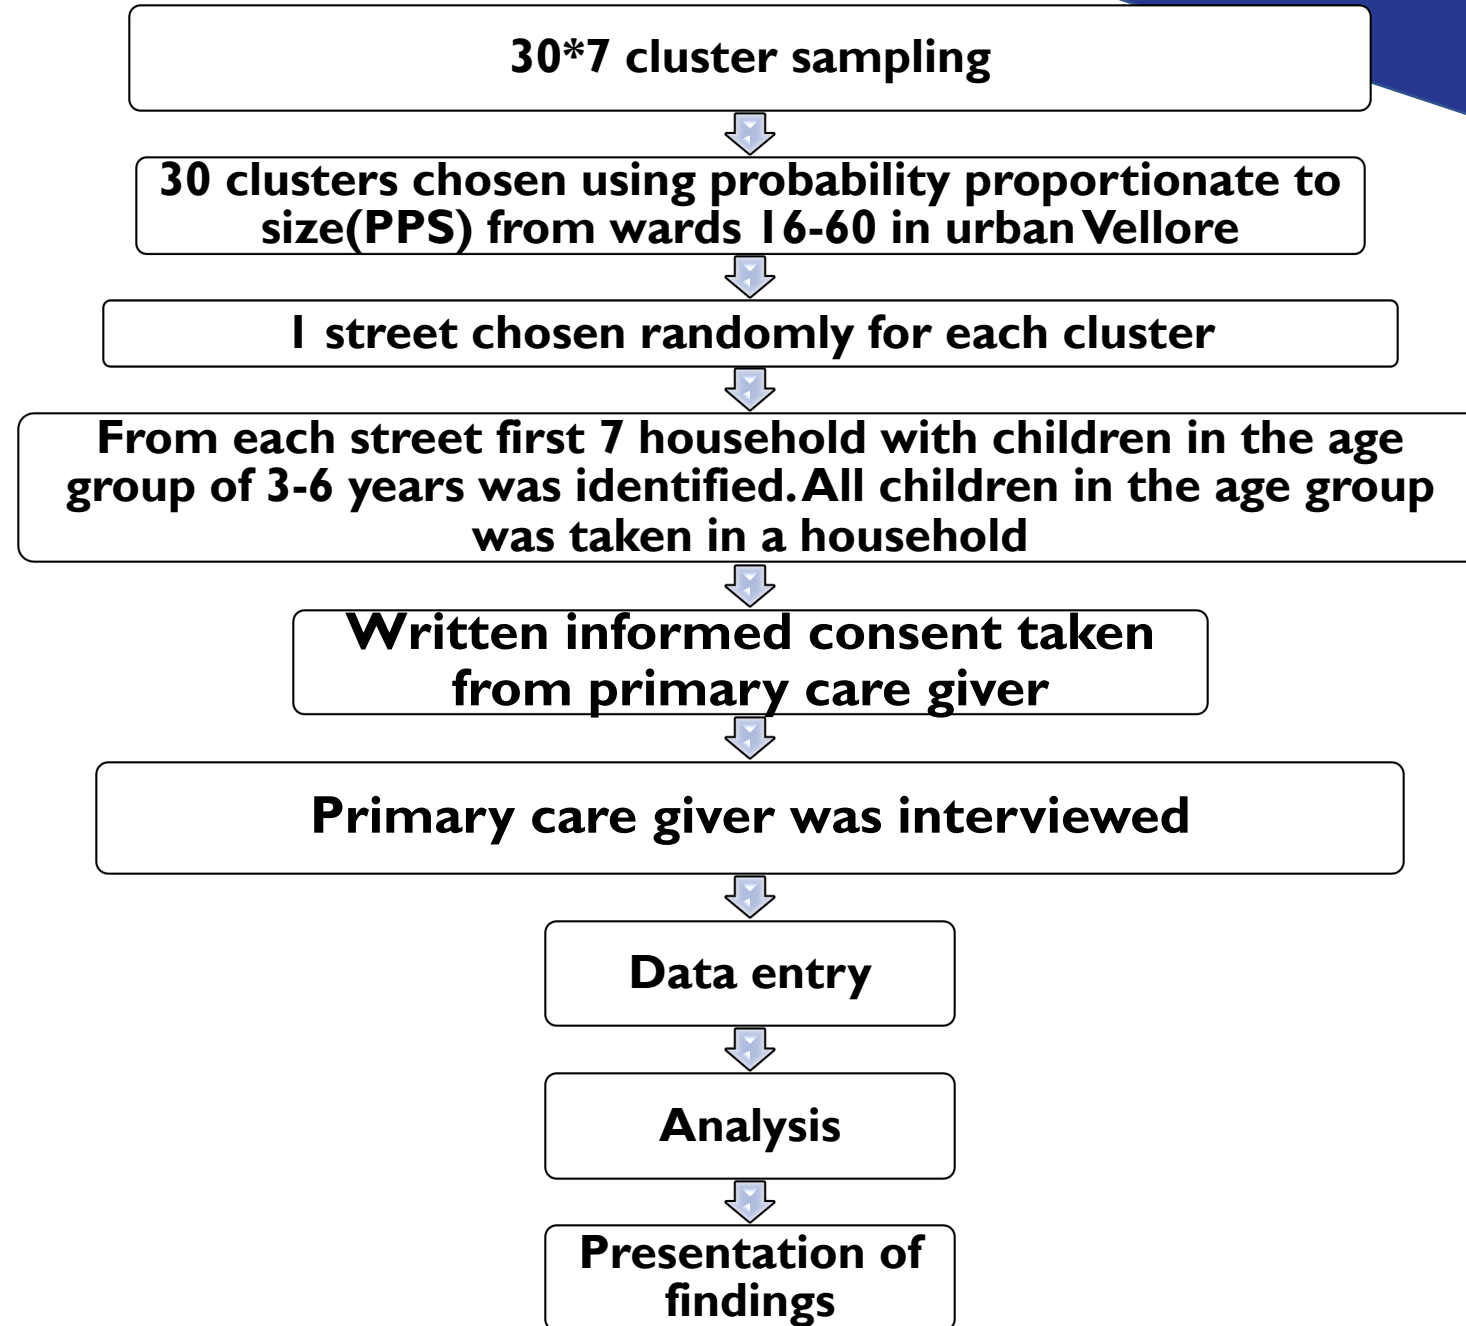 30*7 cluster sampling
30 clusters chosen using probability proportionate to
size(PPS) from wards 16-60 in urban Vellore
1 street chosen randomly for each cluster
From each street first 7 household with children in the age
group of 3-6 years was identified. All children in the age group
was taken in a household
Written informed consent taken
from primary care giver
Primary care giver was interviewed
Data entry
Analysis
Presentation of
findings